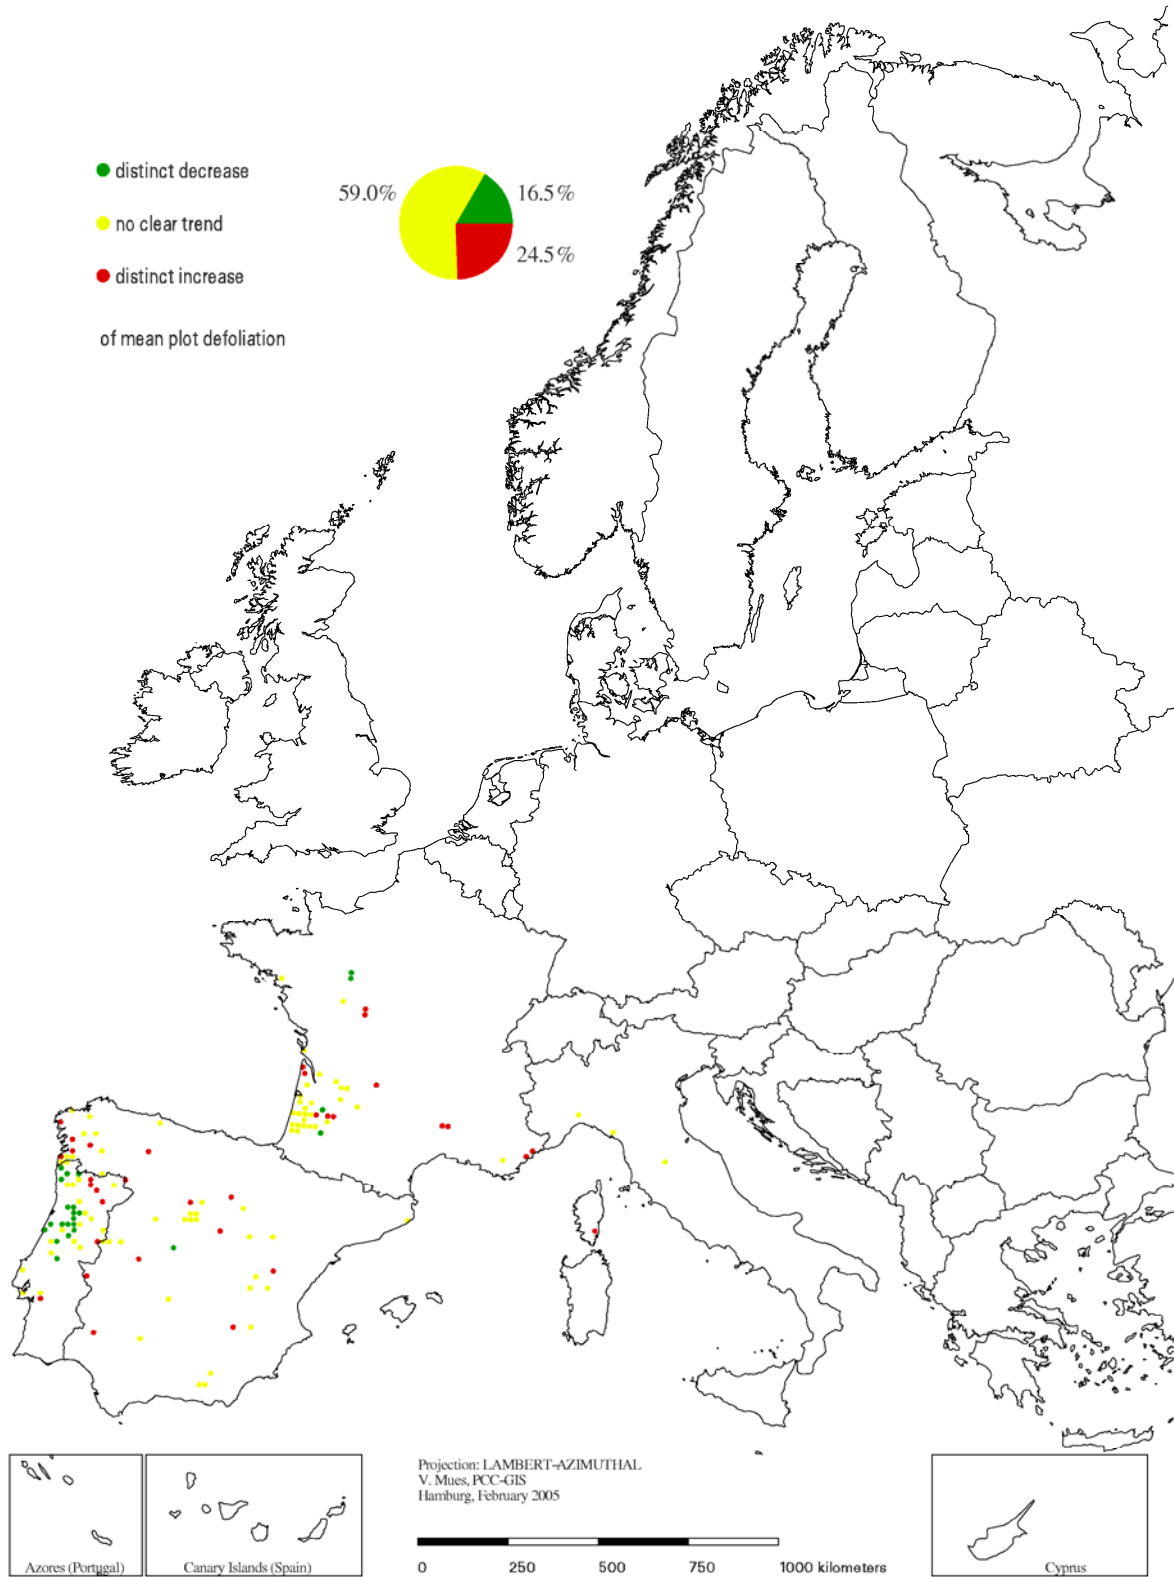 distinct decrease
no clear trend
distinct increase
of mean plot defoliation
59.0%
16.5%
24.5%
Projection: LAMBERT-AZIMUTHAL
V. Mues, PCC-GIS
Hamburg, February 2005
0 250 500 750 1000 kilometers
Azores (Portugal)
Canary Islands (Spain)
Cyprus